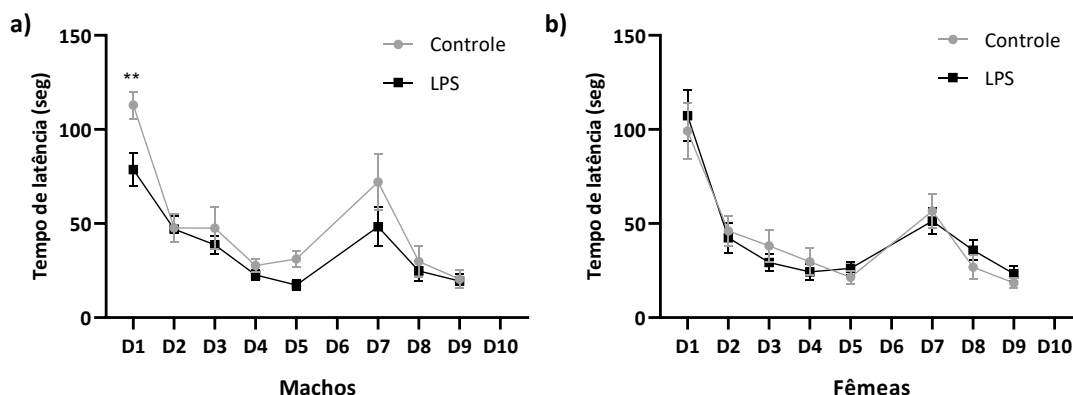 a)
150
100
50
0
Tempo de latência (seg)
**
Controle
LPS
D1 D2 D3 D4 D5 D6 D7 D8 D9 D10
Machos
b)
150
100
50
0
Tempo de latência (seg)
Controle
LPS
D1 D2 D3 D4 D5 D6 D7 D8 D9 D10
Fêmeas